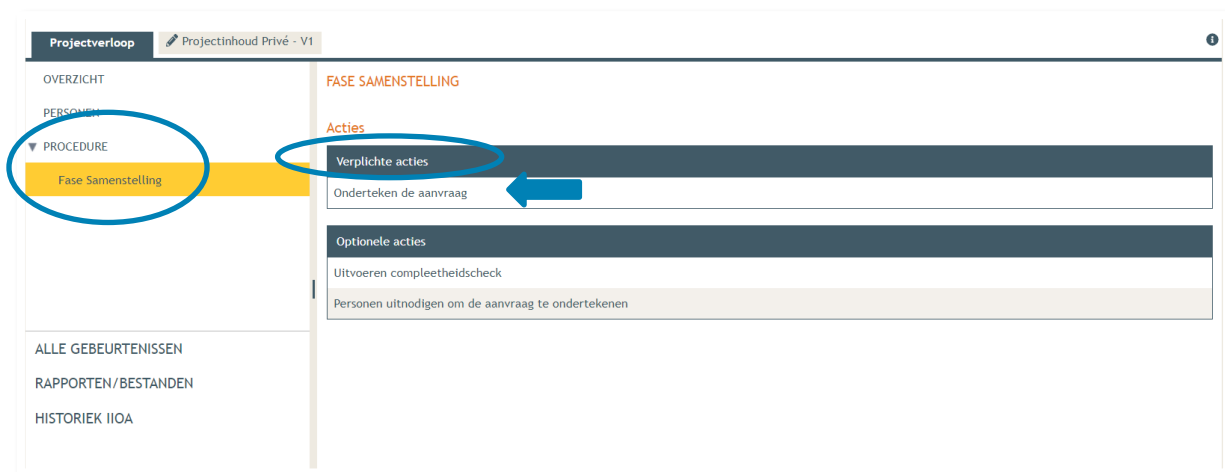 Projectverloop
Projectinhoud Privé - V1
OVERZICHT
PERSONEN
PROCEDURE
Fase Samenstelling
ALLE GEBEURTENISSEN
RAPPORTEN/BESTANDEN
HISTORIEK IIOA
FASE SAMENSTELLING
Acties
Verplichte acties
Onderteken de aanvraag
Optionele acties
Uitvoeren compleetheidscheck
Personen uitnodigen om de aanvraag te ondertekenen